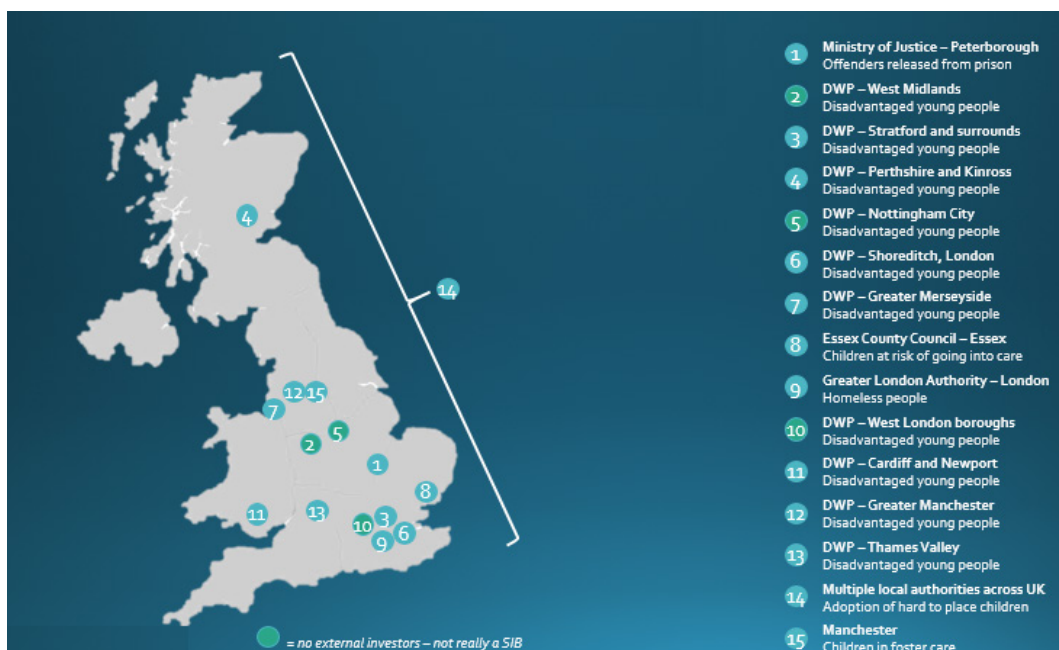 1
Ministry of Justice – Peterborough
Offenders released from prison
2
DWP – West Midlands
Disadvantaged young people
3
DWP – Stratford and surrounds
Disadvantaged young people
4
DWP – Perthshire and Kinross
Disadvantaged young people
5
DWP – Nottingham City
Disadvantaged young people
6
DWP – Shoreditch, London
Disadvantaged young people
7
DWP – Greater Merseyside
Disadvantaged young people
8
Essex County Council – Essex
Children at risk of going into care
9
Greater London Authority – London
Homeless people
10
DWP – West London boroughs
Disadvantaged young people
11
DWP – Cardiff and Newport
Disadvantaged young people
12
DWP – Greater Manchester
Disadvantaged young people
13
DWP – Thames Valley
Disadvantaged young people
14
Multiple local authorities across UK
Adoption of hard to place children
15
Manchester
Children in foster care
4
14
12 15
7
5
2
1
8
11
13
3
10
6
9
= no external investors – not really a SIB